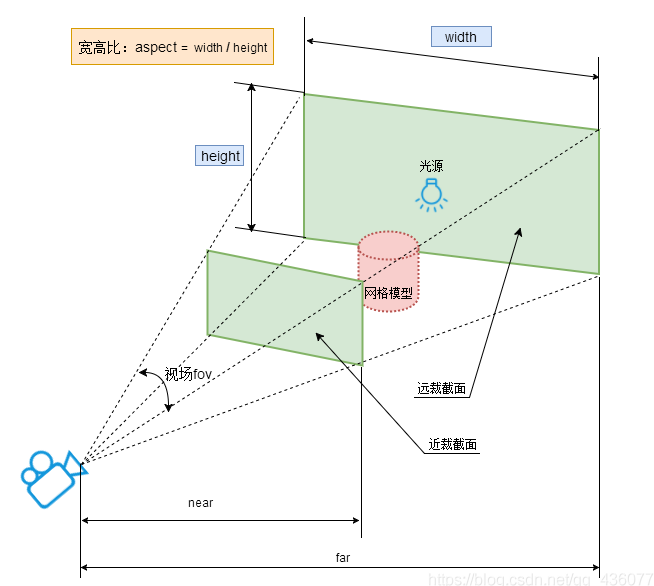 宽高比：aspect = width / height
width
height
光源
网格模型
视场fov
远裁截面
近裁截面
near
far
https://blog.csdn.net/qq_436077